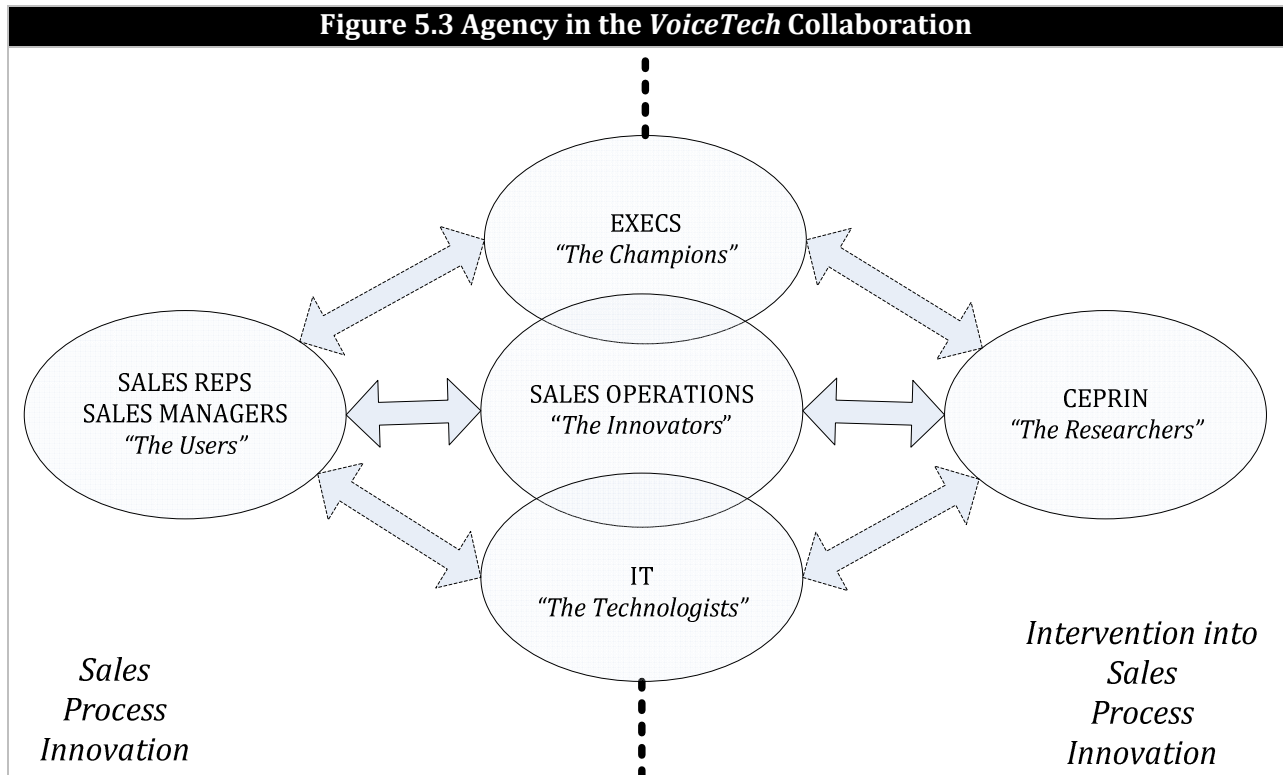 Figure 5.3 Agency in the VoiceTech Collaboration
EXECS
“The Champions”
SALES REPS
SALES MANAGERS
“The Users”
SALES OPERATIONS
“The Innovators”
CEPRIN
“The Researchers”
IT
“The Technologists”
Sales
Process
Innovation
Intervention into
Sales
Process
Innovation